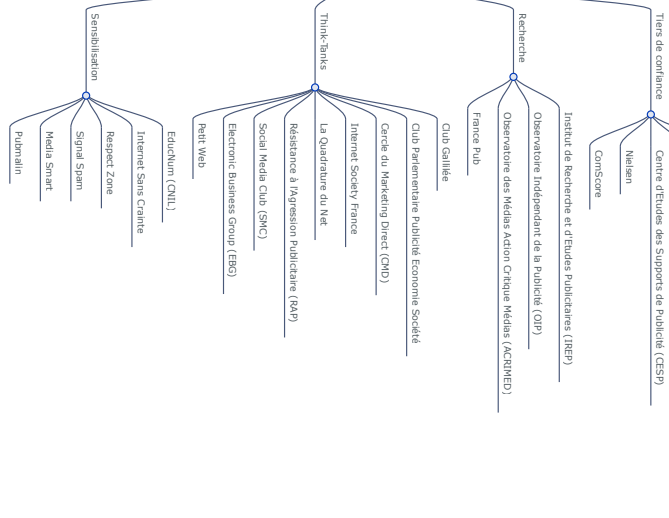 Sensibilisation
Pubmalin
Media Smart
Signal Spam
Respect Zone
Internet Sans Crainte
EducNum (CNIL)
Think-Tanks
Petit Web
Electronic Business Group (EBG)
Social Media Club (SMC)
Résistance à l'Agression Publicitaire (RAP)
La Quadrature du Net
Internet Society France
Cercle du Marketing Direct (CMD)
Club Parlementaire Publicité Economie Société
Club Galilée
Recherche
France Pub
Observatoire des Médias Action Critique Médias (ACRIMED)
Observatoire Indépendant de la Publicité (OIP)
Institut de Recherche et d'Etudes Publicitaires (IREP)
Tiers de confiance
ComScore
Nielsen
Centre d'Etudes des Supports de Publicité (CESP)